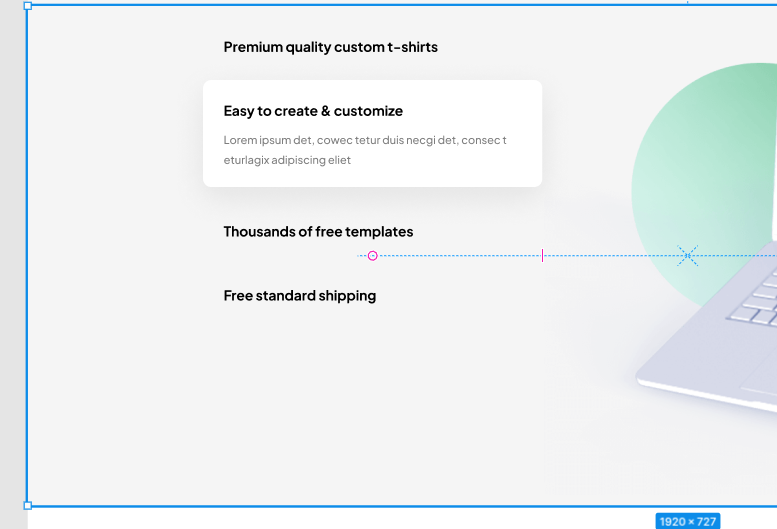 Premium quality custom t-shirts
Easy to create & customize
Lorem ipsum det, cowec tetur duis necgi det, consec t
eturlagix adipiscing eliet
Thousands of free templates
Free standard shipping
1920 × 727